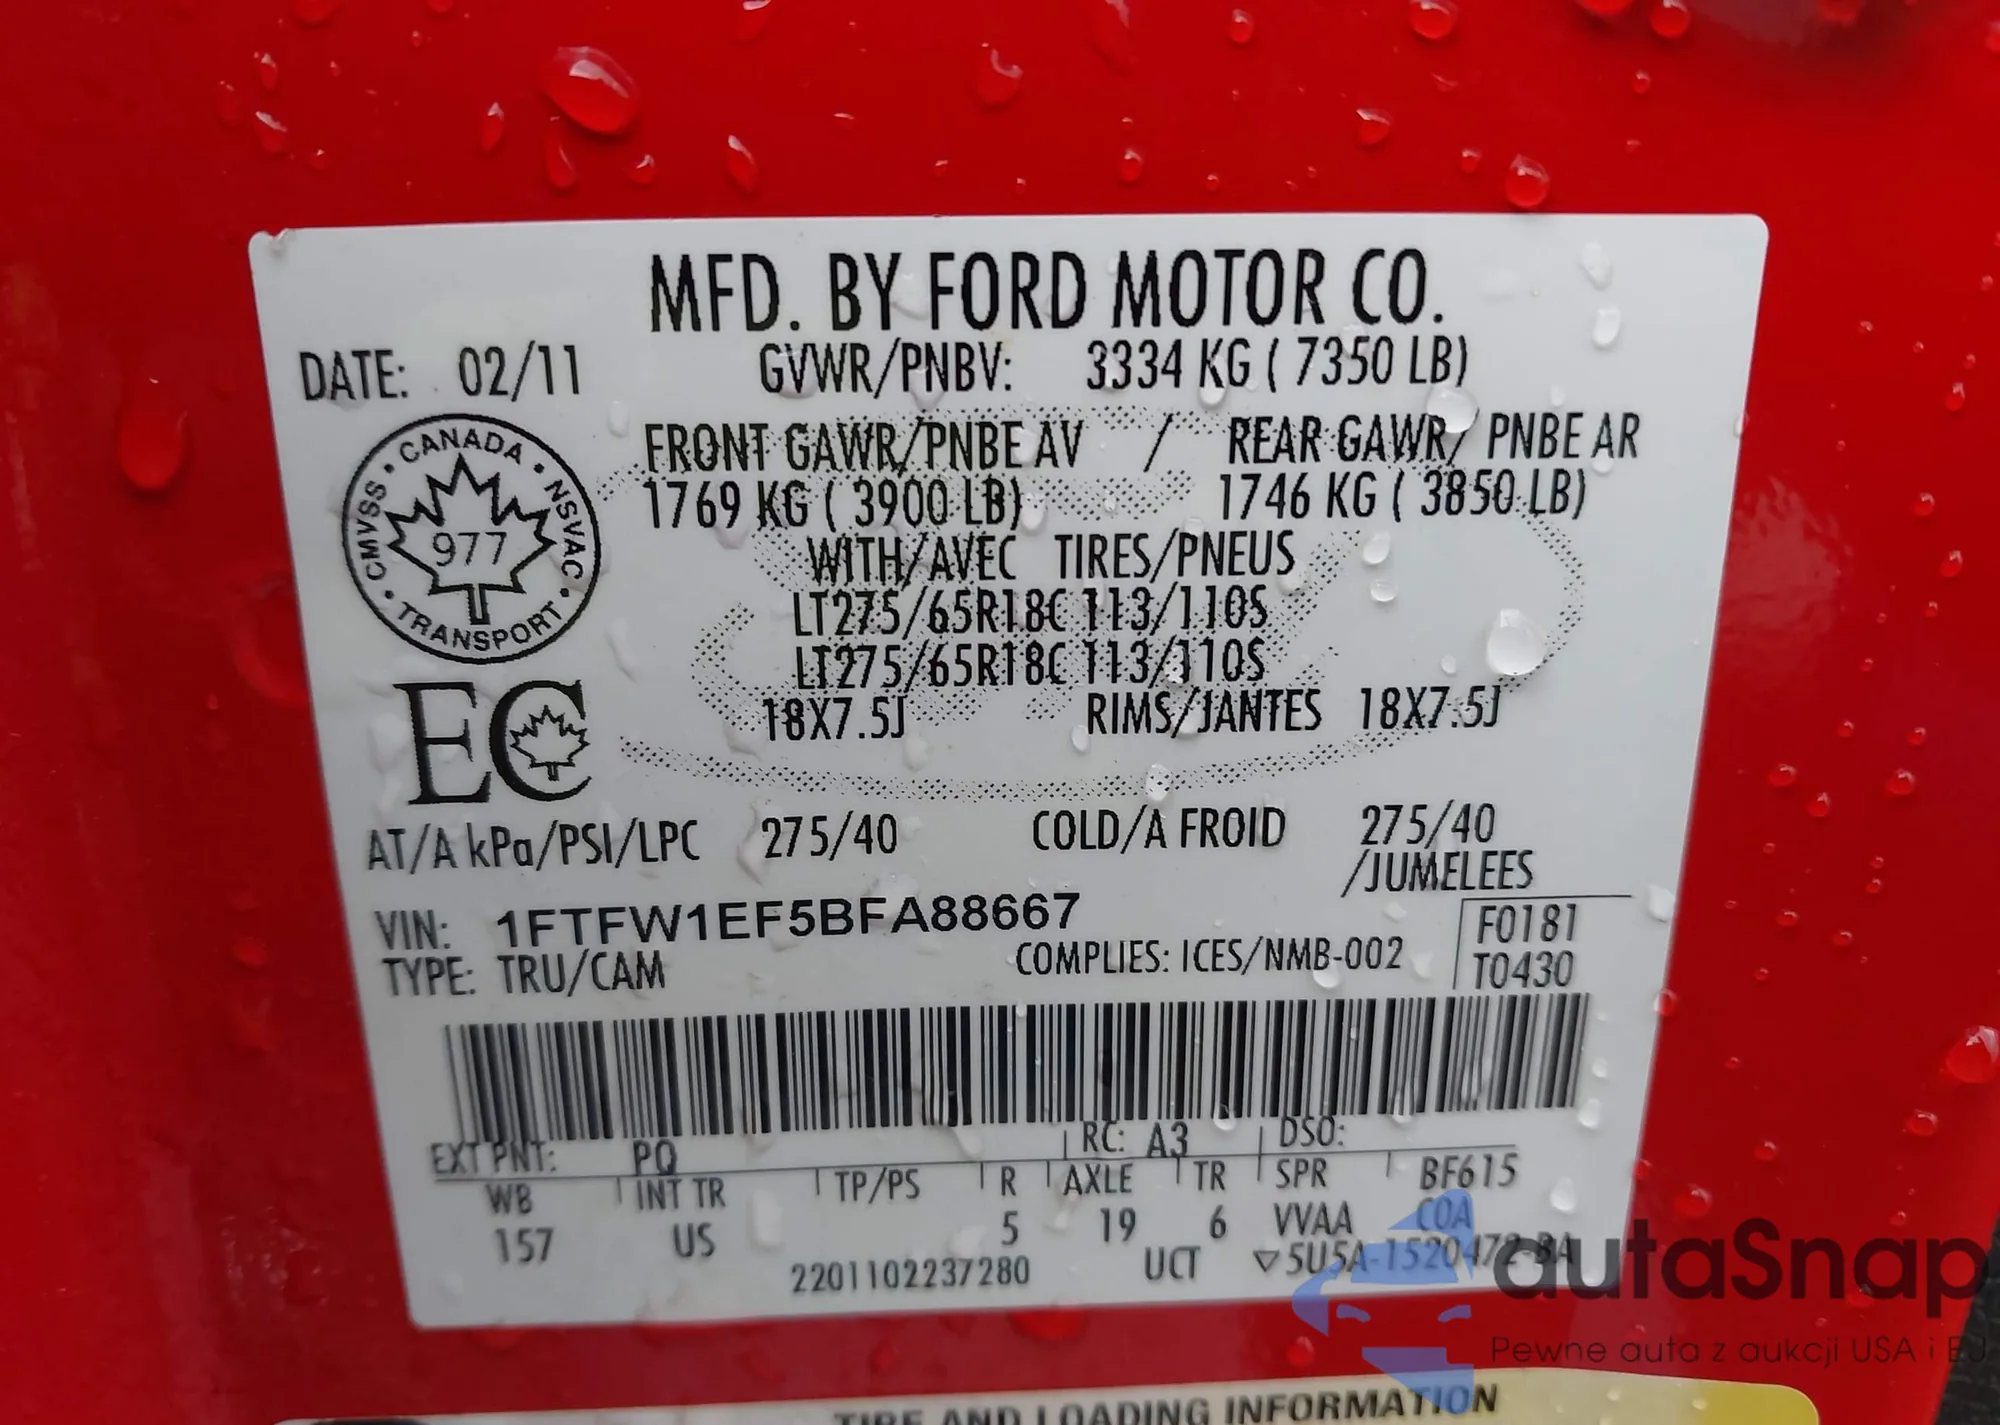 MFD. BY FORD MOTOR CO.
DATE: 02/11 GVWR/PNBV: 3334 KG ( 7350 LB)
FRONT GAWR/PNBE AV / REAR GAWR/ PNBE AR
1769 KG ( 3900 LB) 1746 KG ( 3850 LB)
WITH/AVEC TIRES/PNEUS
LT275/65R18C 113/110S
LT275/65R18C 113/110S
18X7.5J RIMS/JANTES 18X7.5J
CANADA
CMVSS 977 NSVAC
TRANSPORT
EC
AT/A kPa/PSI/LPC 275/40 COLD/A FROID 275/40
/JUMELEES
VIN: 1FTFW1EF5BFA88667
F0181
TYPE: TRU/CAM COMPLIES: ICES/NMB-002 T0430
EXT PNT: PQ RC: A3 DSO:
WB INT TR TP/PS R AXLE TR SPR BF615
157 US 5 19 6 VVAA COA
2201102237280 UCT ▽5U5A-1520472-BA
autaSnap
Pewne auta z aukcji USA i EU
TIRE AND LOADING INFORMATION